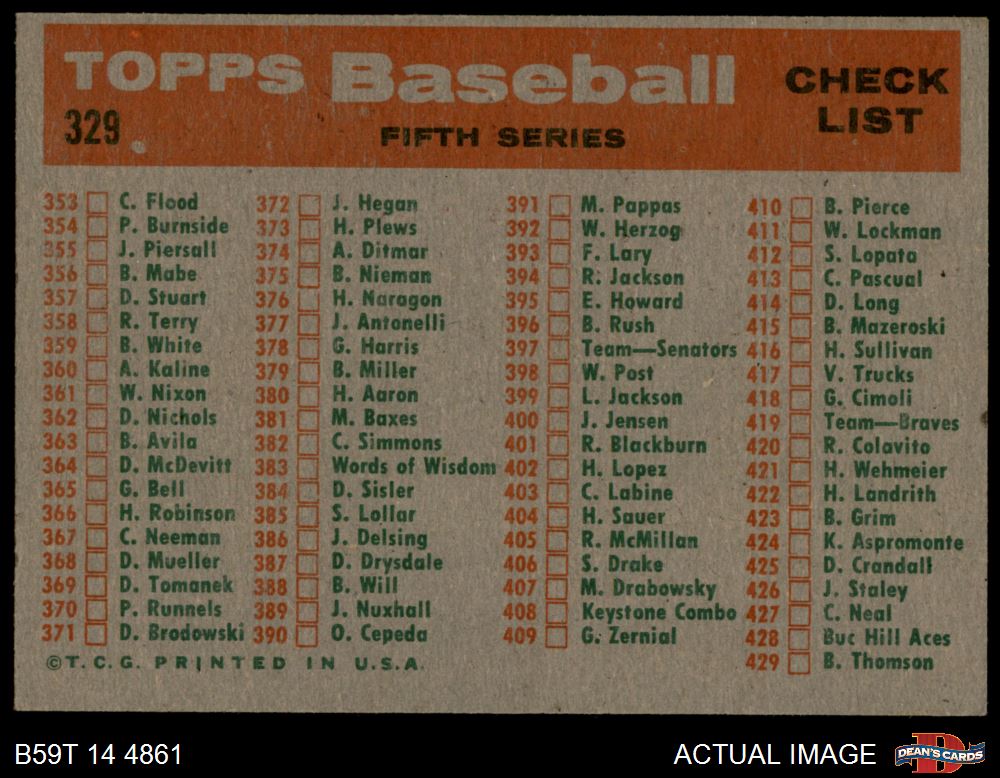 TOPPS Baseball CHECK LIST
329 FIFTH SERIES
353 C. Flood
354 P. Burnside
355 J. Piersall
356 B. Mabe
357 D. Stuart
358 R. Terry
359 B. White
360 A. Kaline
361 W. Nixon
362 D. Nichols
363 B. Avila
364 D. McDevitt
365 G. Bell
366 H. Robinson
367 C. Neeman
368 D. Mueller
369 D. Tomanek
370 P. Runnels
371 D. Brodowski
372 J. Hegan
373 H. Plews
374 A. Ditmar
375 B. Nieman
376 H. Naragon
377 J. Antonelli
378 G. Harris
379 B. Miller
380 H. Aaron
381 M. Baxes
382 C. Simmons
383 Words of Wisdom
384 D. Sisler
385 S. Lollar
386 J. Delsing
387 D. Drysdale
388 B. Will
389 J. Nuxhall
390 O. Cepeda
391 M. Pappas
392 W. Herzog
393 F. Lary
394 R. Jackson
395 E. Howard
396 B. Rush
397 Team—Senators
398 W. Post
399 L. Jackson
400 J. Jensen
401 R. Blackburn
402 H. Lopez
403 C. Labine
404 H. Sauer
405 R. McMillan
406 S. Drake
407 M. Drabowsky
408 Keystone Combo
409 G. Zernial
410 B. Pierce
411 W. Lockman
412 S. Lopata
413 C. Pascual
414 D. Long
415 B. Mazeroski
416 H. Sullivan
417 V. Trucks
418 G. Cimoli
419 Team—Braves
420 R. Colavito
421 H. Wehmeier
422 H. Landrith
423 B. Grim
424 K. Aspromonte
425 D. Crandall
426 J. Staley
427 C. Neal
428 Buc Hill Aces
429 B. Thomson
©T.C.G. PRINTED IN U.S.A.
B59T 14 4861 ACTUAL IMAGE DEAN'S CARDS